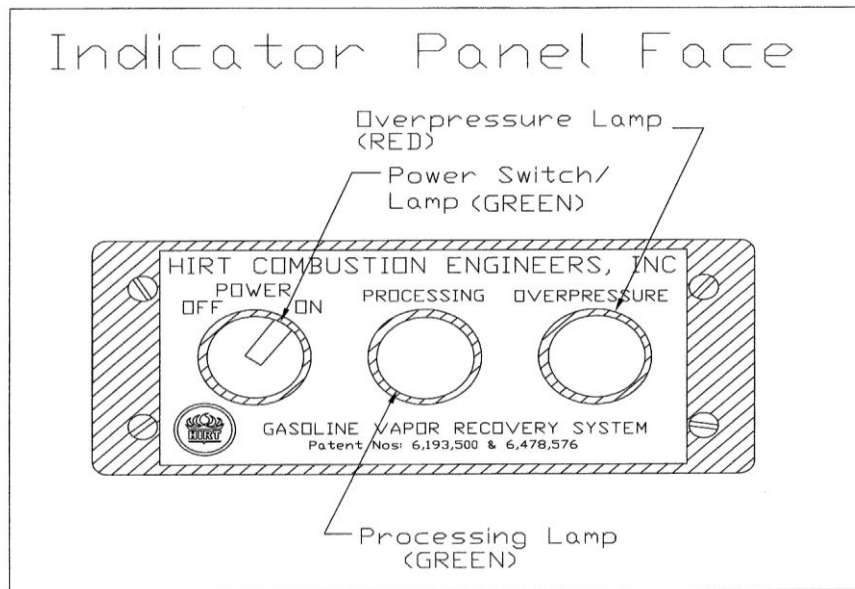 Indicator Panel Face
Overpressure Lamp
(RED)
Power Switch/
Lamp (GREEN)
HIRT COMBUSTION ENGINEERS, INC
POWER
OFF
ON
PROCESSING
OVERPRESSURE
HIRT
GASOLINE VAPOR RECOVERY SYSTEM
Patent Nos: 6,193,500 & 6,478,576
Processing Lamp
(GREEN)